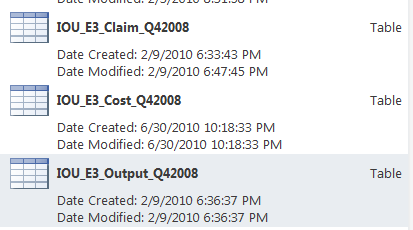 IOU_E3_Claim_Q42008 Table
Date Created: 2/9/2010 6:33:43 PM
Date Modified: 2/9/2010 6:47:45 PM
IOU_E3_Cost_Q42008 Table
Date Created: 6/30/2010 10:18:33 PM
Date Modified: 6/30/2010 10:18:33 PM
IOU_E3_Output_Q42008 Table
Date Created: 2/9/2010 6:36:37 PM
Date Modified: 2/9/2010 6:36:37 PM